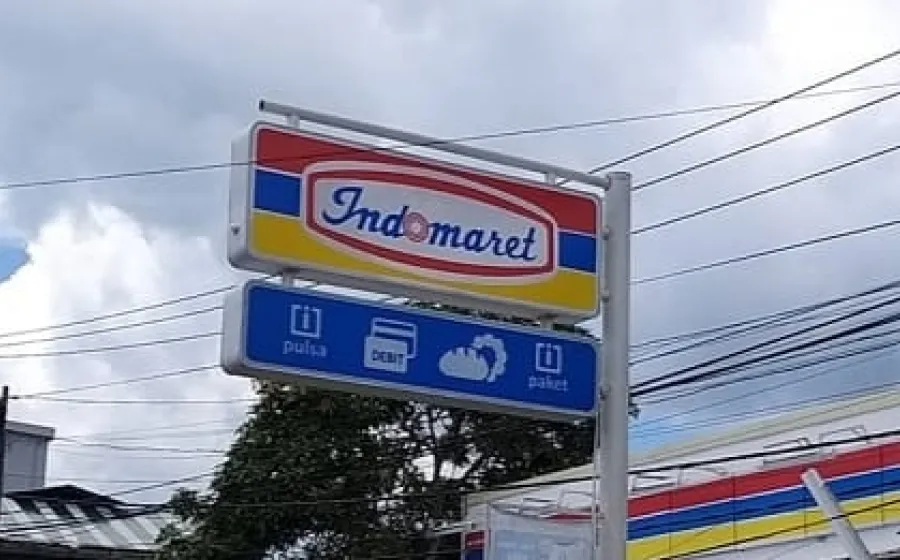 Indomaret
pulsa
DEBIT
paket